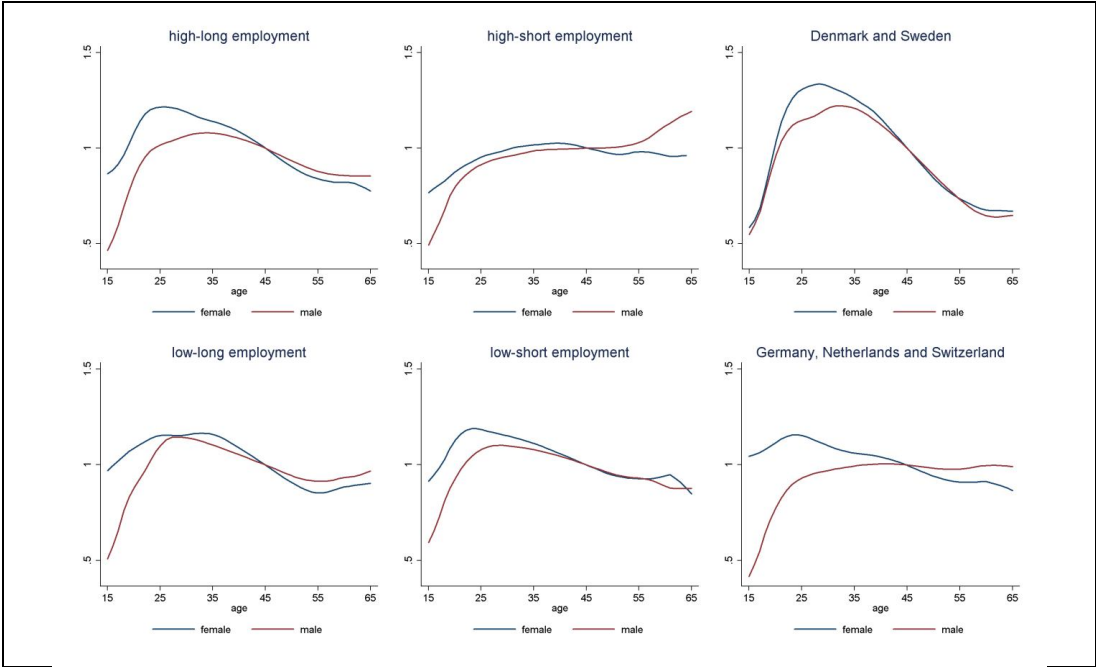 high-long employment
1.5
1
.5
15 25 35 45 55 65
age
female male
high-short employment
1.5
1
.5
15 25 35 45 55 65
age
female male
Denmark and Sweden
1.5
1
.5
15 25 35 45 55 65
age
female male
low-long employment
1.5
1
.5
15 25 35 45 55 65
age
female male
low-short employment
1.5
1
.5
15 25 35 45 55 65
age
female male
Germany, Netherlands and Switzerland
1.5
1
.5
15 25 35 45 55 65
age
female male